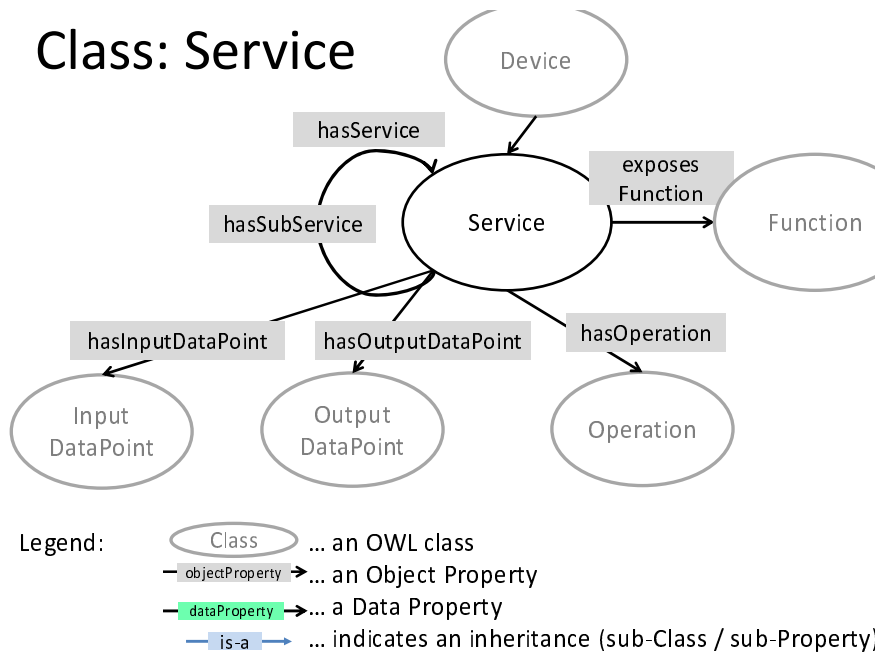 Class: Service
Device
hasService
exposes
Function
hasSubService
Service
Function
hasInputDataPoint
hasOutputDataPoint
hasOperation
Input
DataPoint
Output
DataPoint
Operation
Legend:
Class
... an OWL class
objectProperty
... an Object Property
dataProperty
... a Data Property
is-a
... indicates an inheritance (sub-Class / sub-Property)